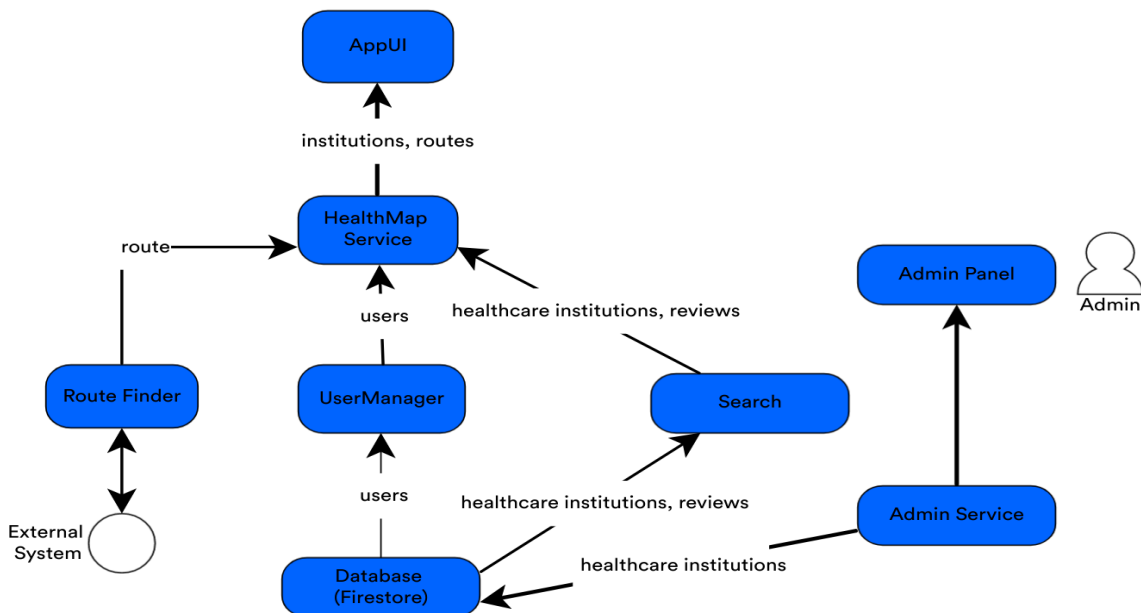 AppUI
institutions, routes
HealthMap
Service
route
Admin Panel
Admin
healthcare institutions, reviews
users
Route Finder
UserManager
Search
users
healthcare institutions, reviews
Admin Service
External
System
healthcare institutions
Database
(Firestore)